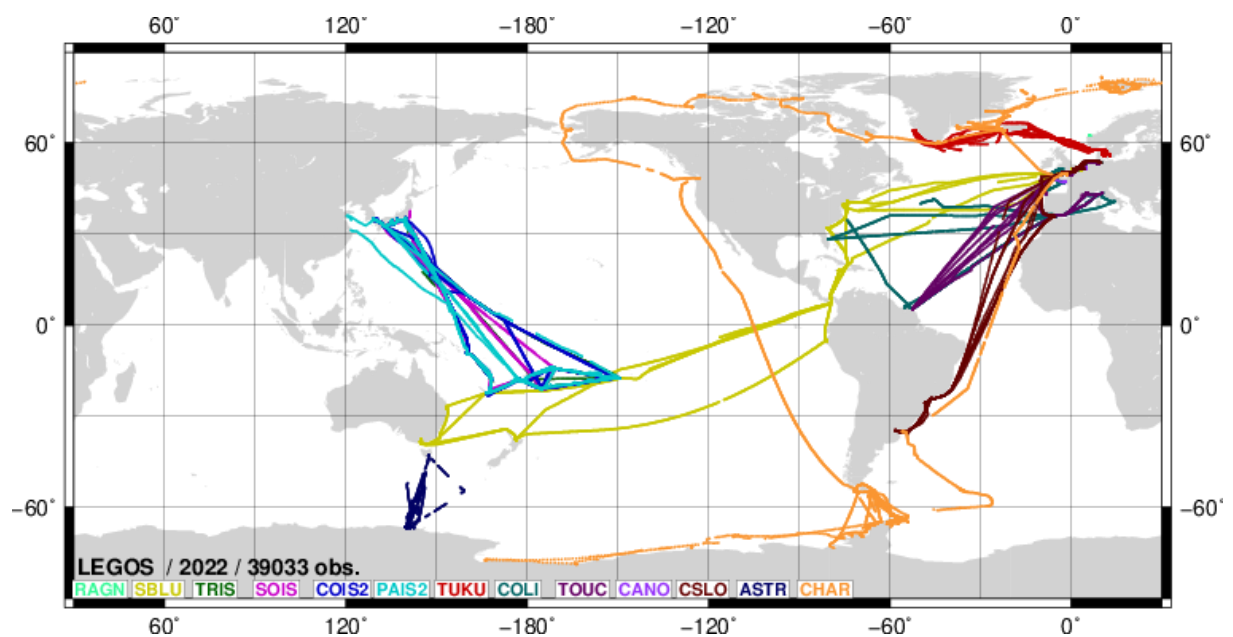 60° 120° −180 −120 −60 0°
60° 60°
0° 0°
−60° −60°
LEGOS / 2022 / 39033 obs.
RAGN SBLU TRIS SOIS COIS2 PAIS2 TUKU COLI TOUC CANO CSLO ASTR CHAR
60° 120° −180 −120 −60 0°